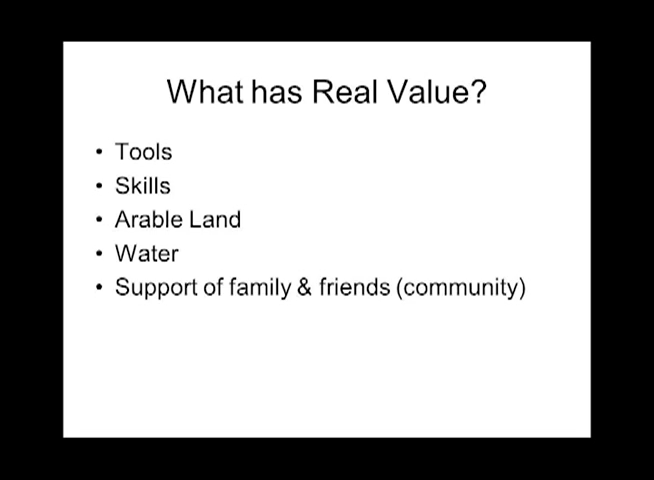 What has Real Value?
• Tools
• Skills
• Arable Land
• Water
• Support of family & friends (community)